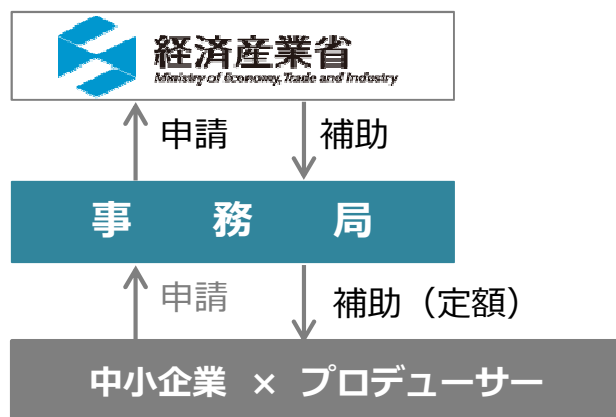 経済産業省
Ministry of Economy, Trade and Industry
申請 補助
事務局
申請 補助（定額）
中小企業 × プロデューサー